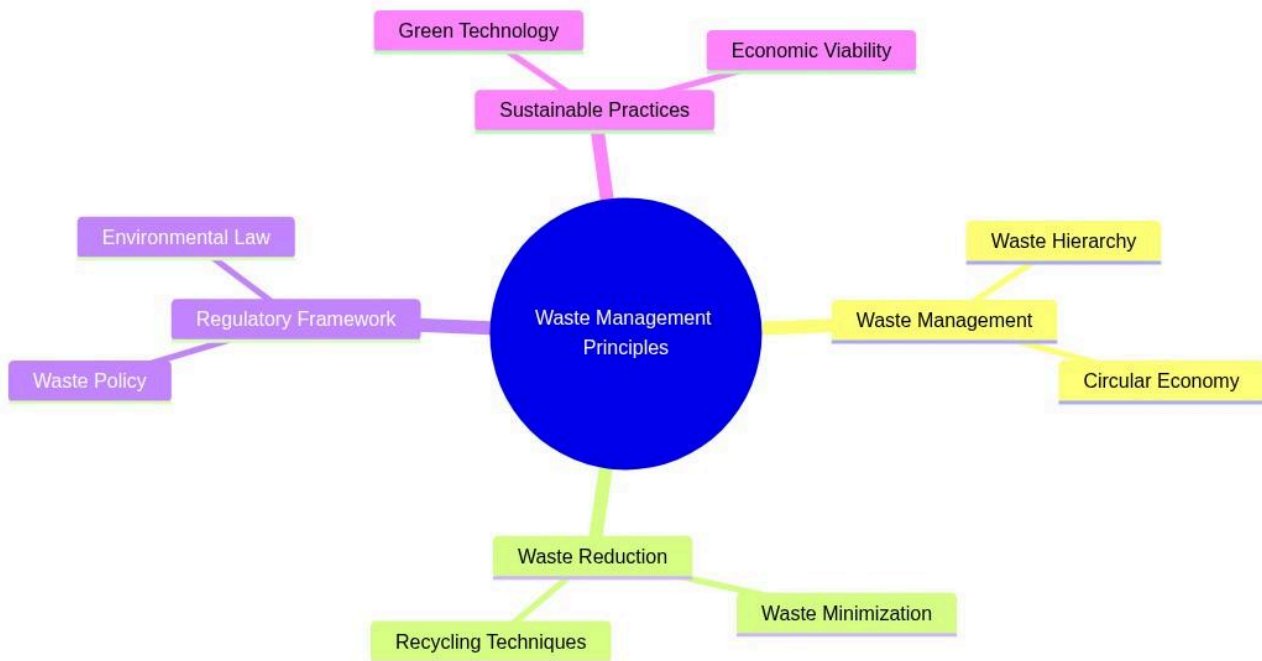 Green Technology
Economic Viability
Sustainable Practices
Environmental Law
Waste Hierarchy
Regulatory Framework
Waste Management
Principles
Waste Management
Waste Policy
Circular Economy
Waste Reduction
Waste Minimization
Recycling Techniques